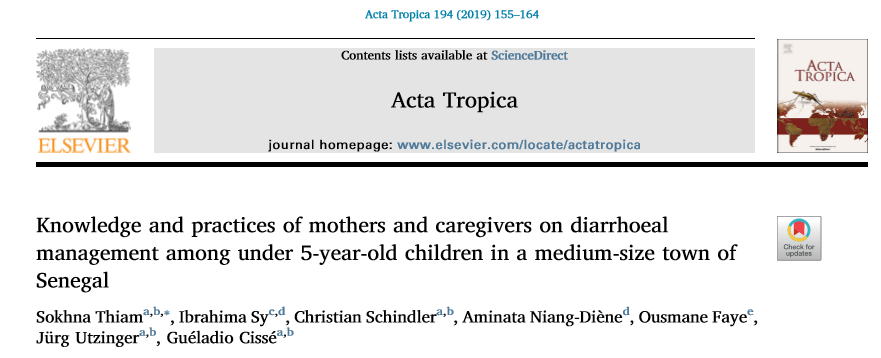 Acta Tropica 194 (2019) 155–164
Contents lists available at ScienceDirect
Acta Tropica
journal homepage: www.elsevier.com/locate/actatropica
ELSEVIER
ACTA
TROPICA
Knowledge and practices of mothers and caregivers on diarrhoeal
management among under 5-year-old children in a medium-size town of
Senegal
Check for
updates
Sokhna Thiam a,b,*, Ibrahima Sy c,d, Christian Schindler a,b, Aminata Niang-Diène d, Ousmane Faye e,
Jürg Utzinger a,b, Guéladio Cissé a,b